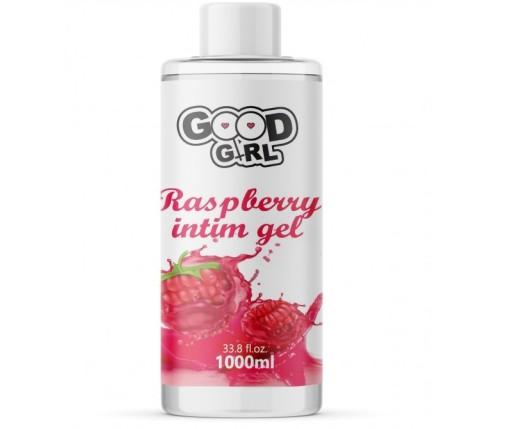 GOOD
GiRL
Raspberry
intim gel
33.8 fl.oz.
1000ml